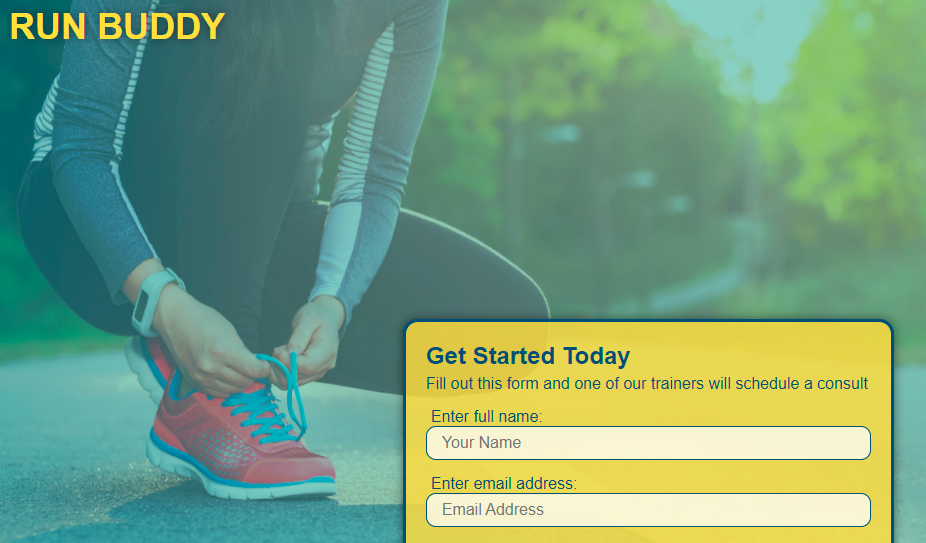 RUN BUDDY
Get Started Today
Fill out this form and one of our trainers will schedule a consult
Enter full name:
Your Name
Enter email address:
Email Address